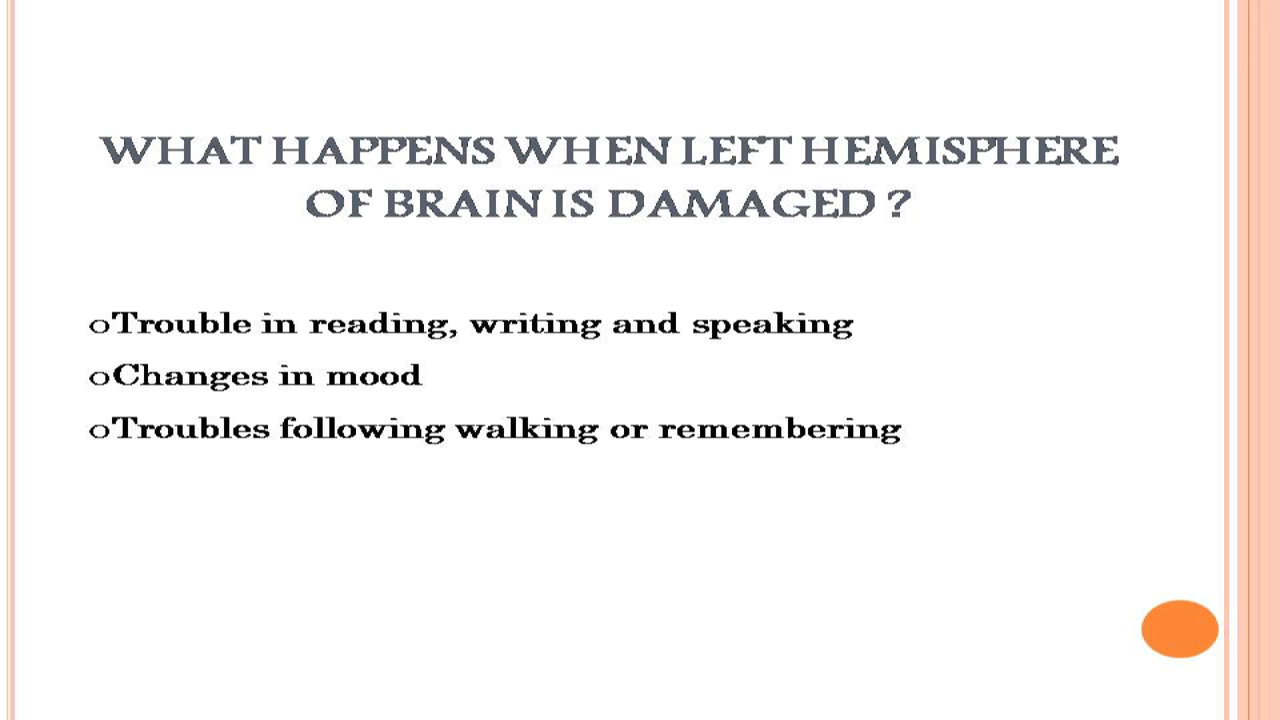 WHAT HAPPENS WHEN LEFT HEMISPHERE
OF BRAIN IS DAMAGED ?
oTrouble in reading, writing and speaking
oChanges in mood
oTroubles following walking or remembering